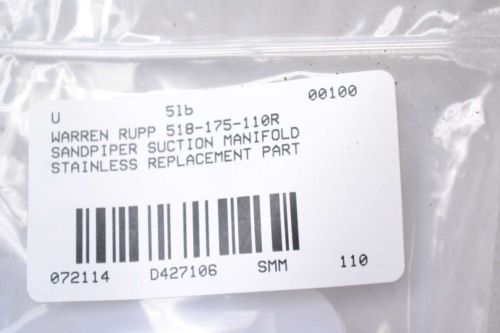 U 5lb 00100
WARREN RUPP 518-175-110R
SANDPIPER SUCTION MANIFOLD
STAINLESS REPLACEMENT PART
072114 D427106 SMM 110